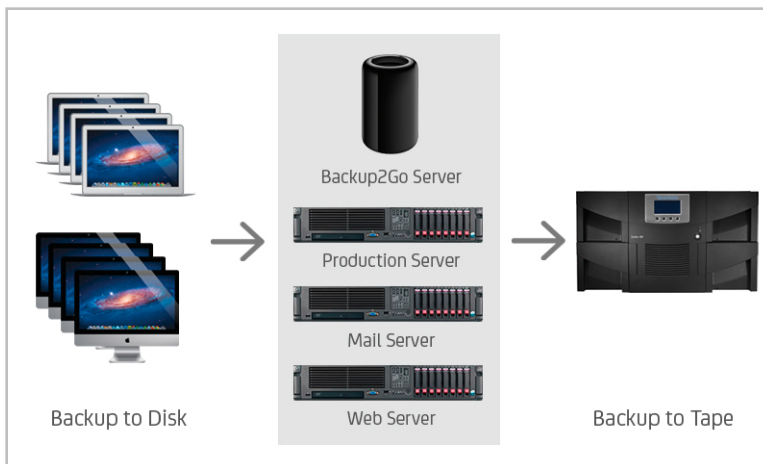 Backup2Go Server
Production Server
Mail Server
Web Server
Backup to Disk
Backup to Tape